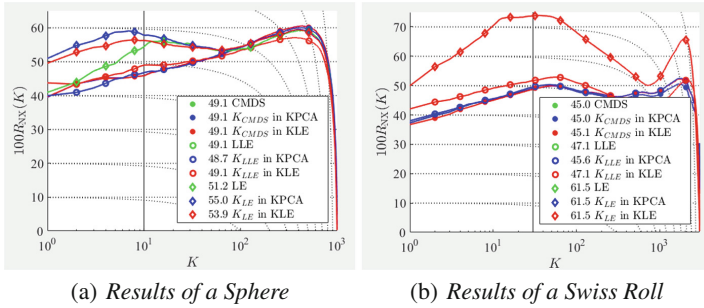 100R_NX(K)
60
50
40
30
20
10
0
10^0
10^1
10^2
10^3
K
49.1 CMDS
49.1 K_CMDS in KPCA
49.1 K_CMDS in KLE
49.1 LLE
48.7 K_LLE in KPCA
49.1 K_LLE in KLE
51.2 LE
55.0 K_LE in KPCA
53.9 K_LE in KLE
(a) Results of a Sphere
100R_NX(K)
70
60
50
40
30
20
10
0
10^0
10^1
10^2
10^3
K
45.0 CMDS
45.0 K_CMDS in KPCA
45.1 K_CMDS in KLE
47.1 LLE
45.6 K_LLE in KPCA
47.1 K_LLE in KLE
61.5 LE
61.5 K_LE in KPCA
61.5 K_LE in KLE
(b) Results of a Swiss Roll